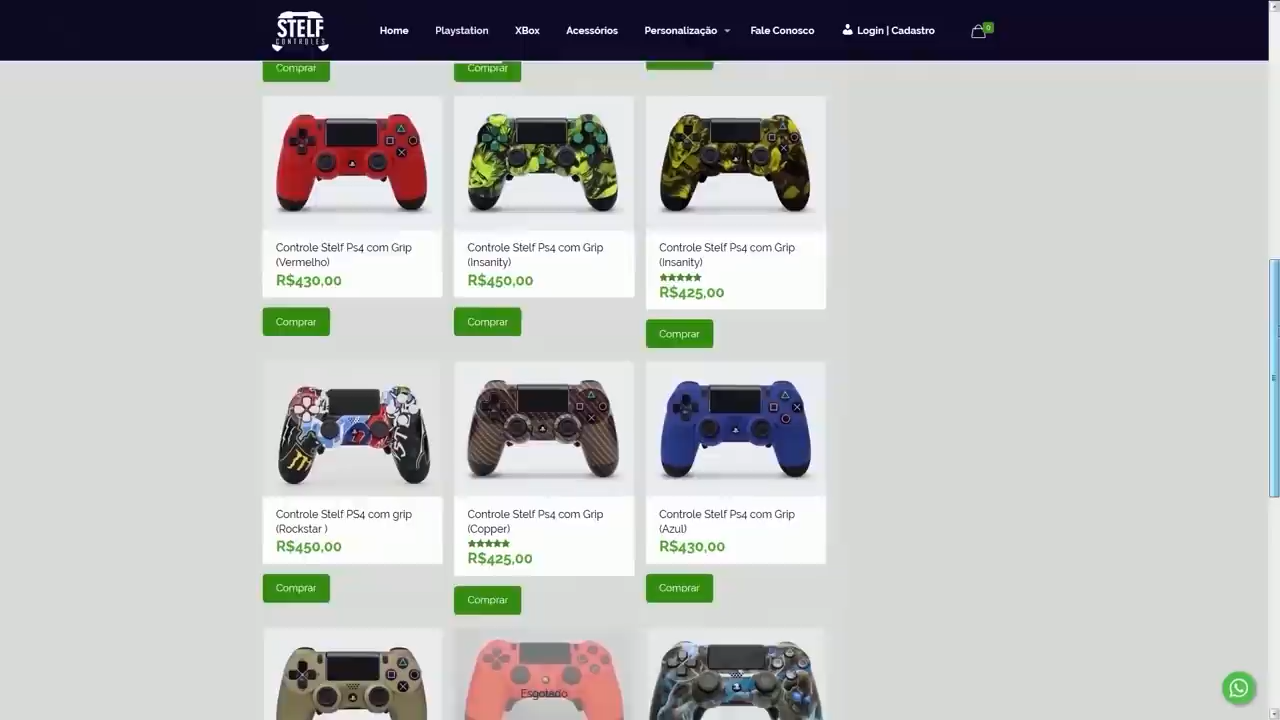 STELF
CONTROLES
Home
Playstation
XBox
Acessórios
Personalização
Fale Conosco
Login | Cadastro
0
Comprar
Comprar
Controle Stelf Ps4 com Grip
(Vermelho)
R$430,00
Comprar
Controle Stelf Ps4 com Grip
(Insanity)
R$450,00
Comprar
Controle Stelf Ps4 com Grip
(Insanity)
R$425,00
Comprar
Controle Stelf PS4 com grip
(Rockstar )
R$450,00
Comprar
Controle Stelf Ps4 com Grip
(Copper)
R$425,00
Comprar
Controle Stelf Ps4 com Grip
(Azul)
R$430,00
Comprar
Esgotado